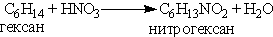 C₆H₁₄ + HNO₃ ⟶ C₆H₁₃NO₂ + H₂O
гексан нитрогексан